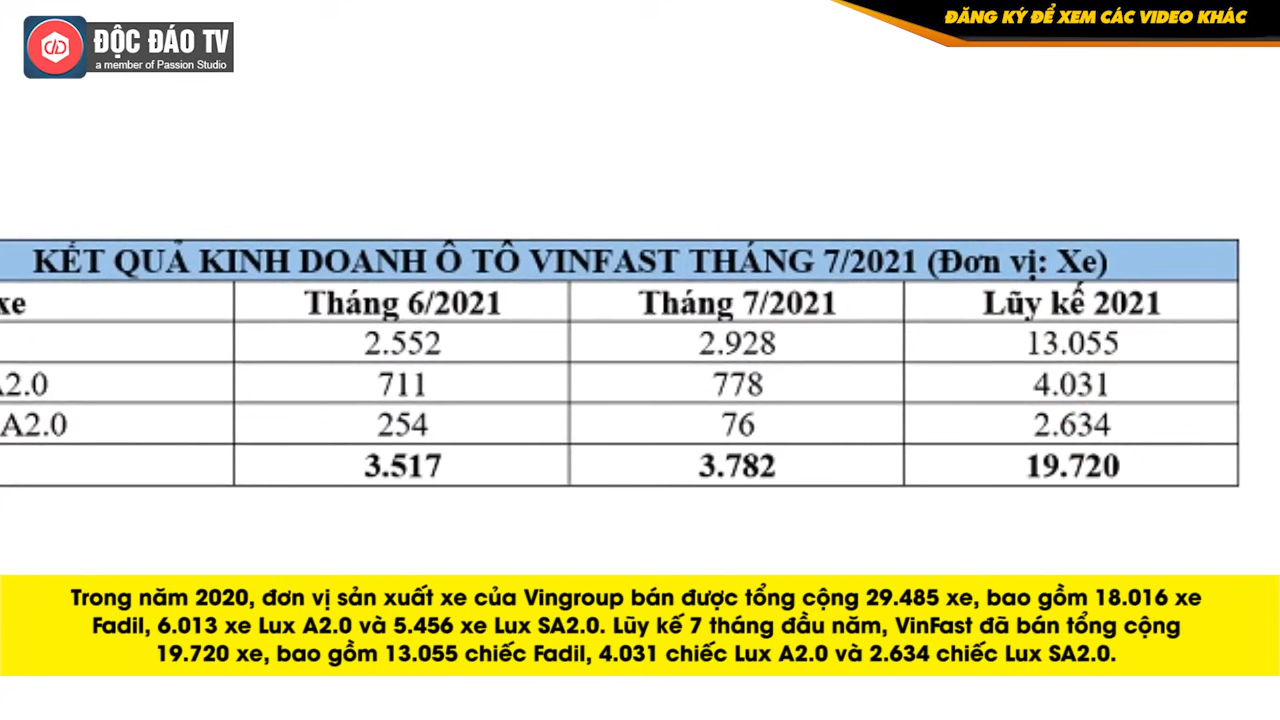 ĐĂNG KÝ ĐỂ XEM CÁC VIDEO KHÁC
ĐỘC ĐÁO TV
a member of Passion Studio
KẾT QUẢ KINH DOANH Ô TÔ VINFAST THÁNG 7/2021 (Đơn vị: Xe)
xe Tháng 6/2021 Tháng 7/2021 Lũy kế 2021
2.552 2.928 13.055
A2.0 711 778 4.031
A2.0 254 76 2.634
3.517 3.782 19.720
Trong năm 2020, đơn vị sản xuất xe của Vingroup bán được tổng cộng 29.485 xe, bao gồm 18.016 xe
Fadil, 6.013 xe Lux A2.0 và 5.456 xe Lux SA2.0. Lũy kế 7 tháng đầu năm, VinFast đã bán tổng cộng
19.720 xe, bao gồm 13.055 chiếc Fadil, 4.031 chiếc Lux A2.0 và 2.634 chiếc Lux SA2.0.